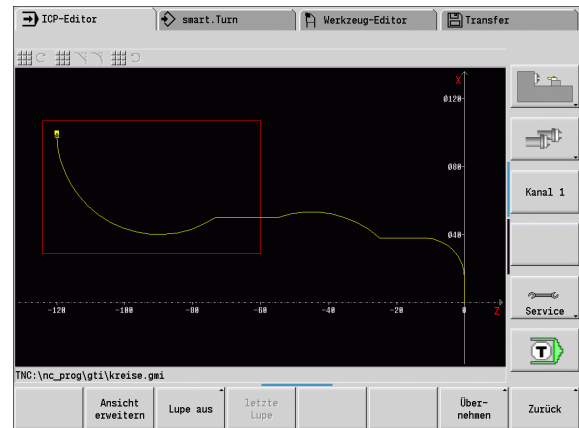 ICP-Editor
smart.Turn
Werkzeug-Editor
Transfer
X
Ø120
Ø80
Ø40
-120
-100
-80
-60
-40
-20
0
Z
Kanal 1
Service
T
TNC:\nc_prog\gti\kreise.gmi
Ansicht
erweitern
Lupe aus
letzte
Lupe
Über-
nehmen
Zurück